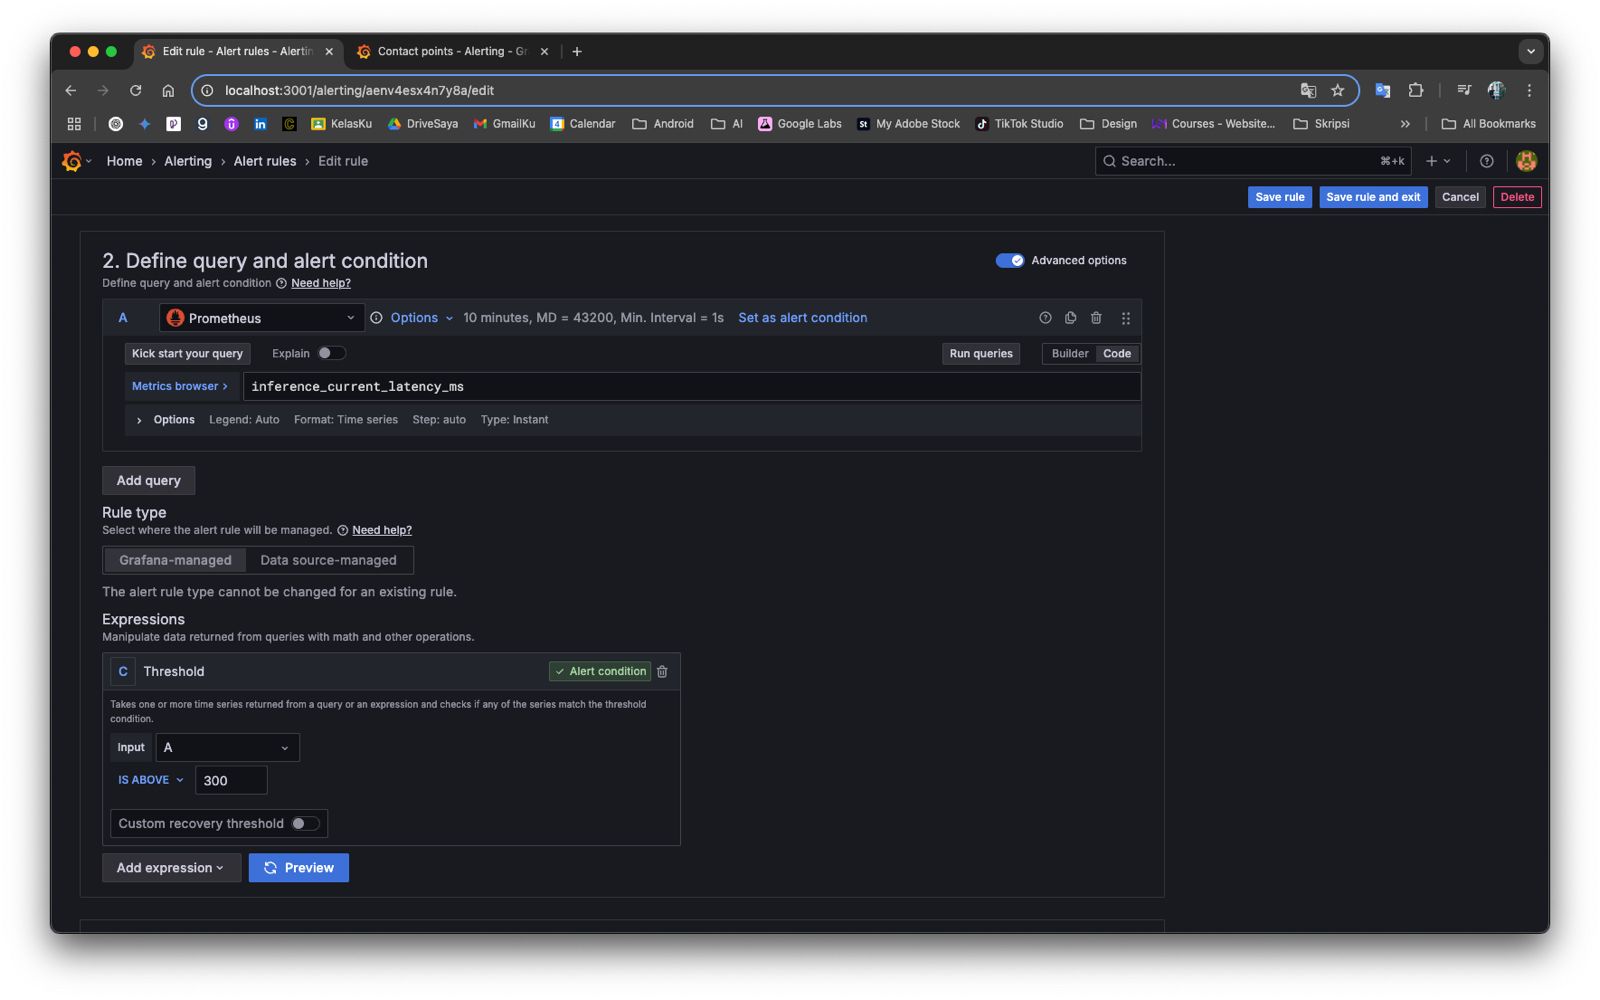 Edit rule - Alert rules - Alertin
Contact points - Alerting - Gr
localhost:3001/alerting/aenv4esx4n7y8a/edit
KelasKu DriveSaya GmailKu Calendar Android AI Google Labs My Adobe Stock TikTok Studio Design Courses - Website... Skripsi » All Bookmarks
Home › Alerting › Alert rules › Edit rule
Search... ⌘+k
Save rule Save rule and exit Cancel Delete
2. Define query and alert condition
Advanced options
Define query and alert condition Need help?
A Prometheus Options 10 minutes, MD = 43200, Min. Interval = 1s Set as alert condition
Kick start your query Explain Run queries Builder Code
Metrics browser > inference_current_latency_ms
Options Legend: Auto Format: Time series Step: auto Type: Instant
Add query
Rule type
Select where the alert rule will be managed. Need help?
Grafana-managed Data source-managed
The alert rule type cannot be changed for an existing rule.
Expressions
Manipulate data returned from queries with math and other operations.
C Threshold Alert condition
Takes one or more time series returned from a query or an expression and checks if any of the series match the threshold
condition.
Input A
IS ABOVE 300
Custom recovery threshold
Add expression Preview